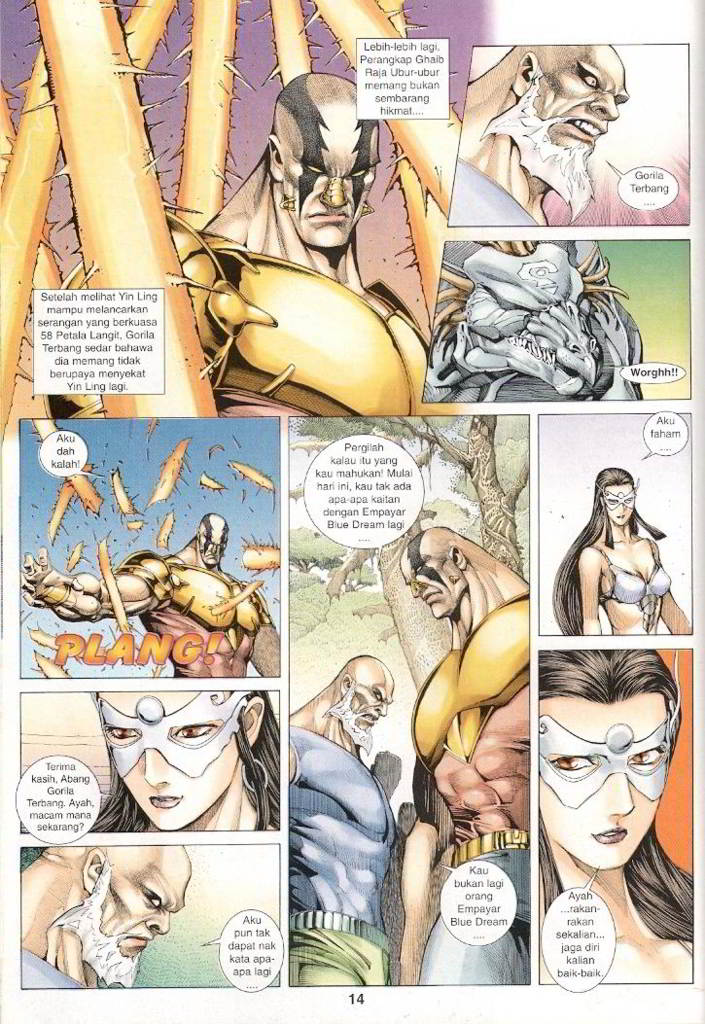 Lebih-lebih lagi,
Perangkap Ghaib
Raja Ubur-ubur
memang bukan
sembarang
hikmat....
Gorila
Terbang
....
Setelah melihat Yin Ling
mampu melancarkan
serangan yang berkuasa
58 Petala Langit, Gorila
Terbang sedar bahawa
dia memang tidak
berupaya menyekat
Yin Ling lagi.
Worghh!!
Aku
dah
kalah!
PLANG!
Pergilah
kalau itu yang
kau mahukan! Mulai
hari ini, kau tak ada
apa-apa kaitan
dengan Empayar
Blue Dream lagi
....
Aku
faham
....
Terima
kasih, Abang
Gorila
Terbang. Ayah,
macam mana
sekarang?
Kau
bukan lagi
orang
Empayar
Blue Dream
....
Aku
pun tak
dapat nak
kata apa-
apa lagi
....
Ayah
...rakan-
rakan
sekalian...
jaga diri
kalian
baik-baik.
14